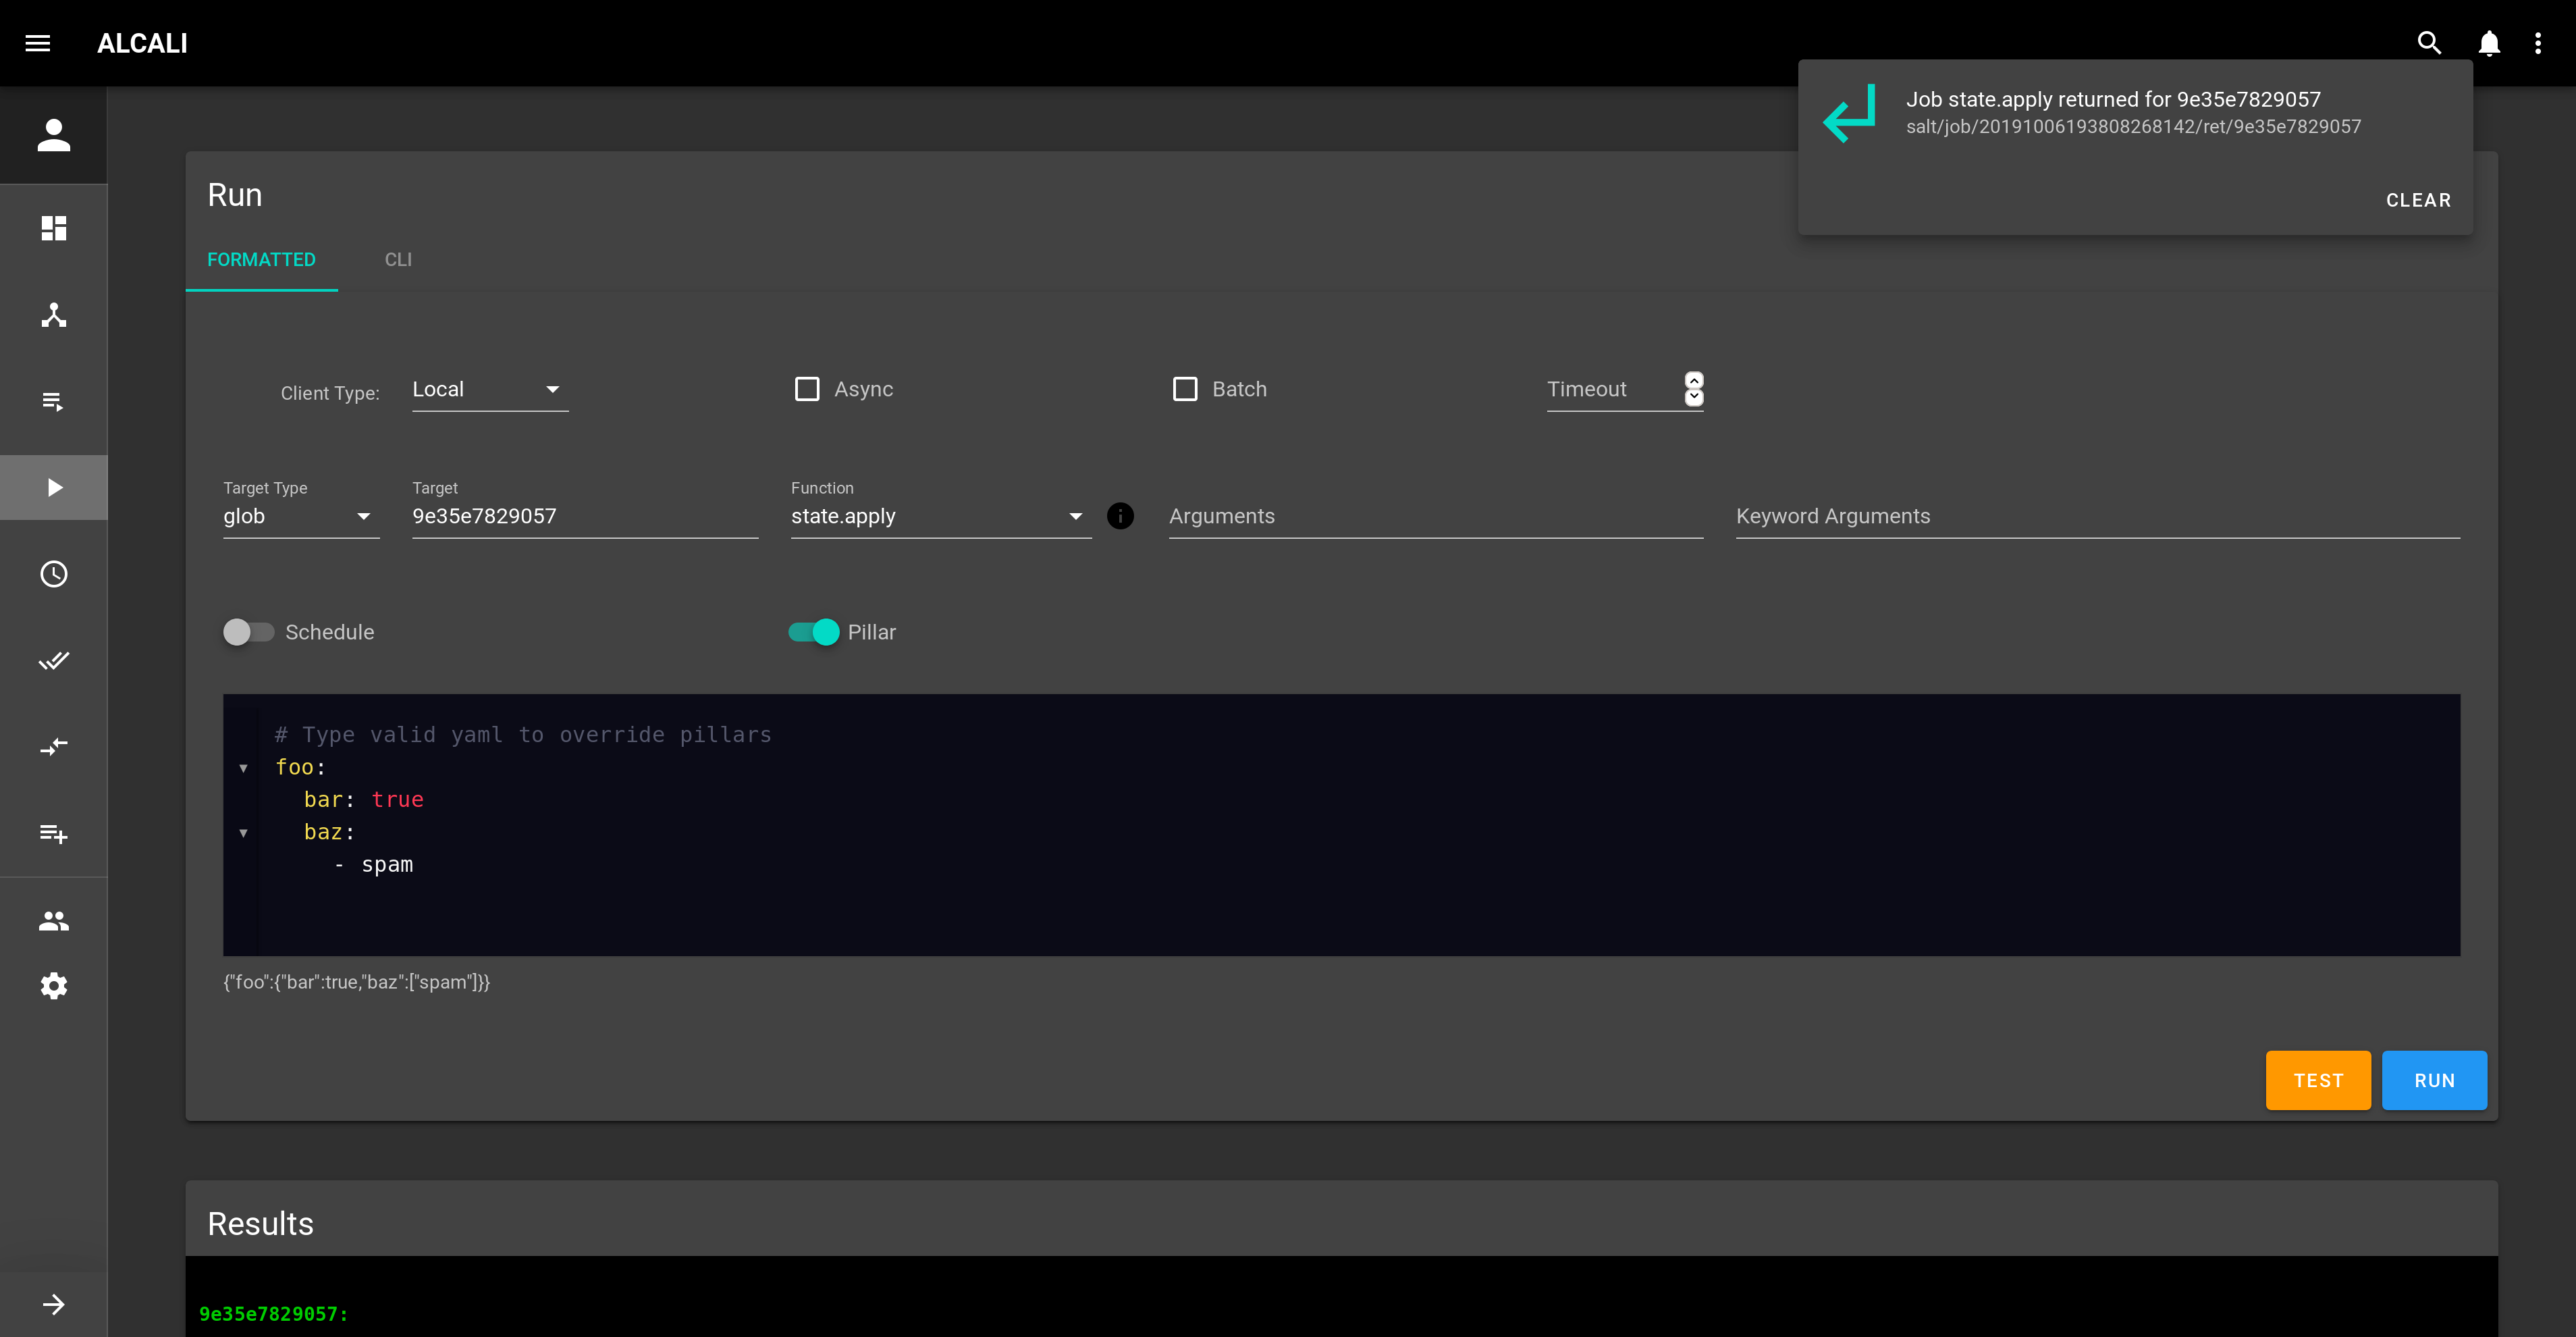 ALCALI
Job state.apply returned for 9e35e7829057
salt/job/20191006193808268142/ret/9e35e7829057
CLEAR
Run
FORMATTED CLI
Client Type: Local Async Batch Timeout
Target Type Target Function
glob 9e35e7829057 state.apply Arguments Keyword Arguments
Schedule Pillar
# Type valid yaml to override pillars
foo:
bar: true
baz:
- spam
{"foo":{"bar":true,"baz":["spam"]}}
TEST RUN
Results
9e35e7829057: